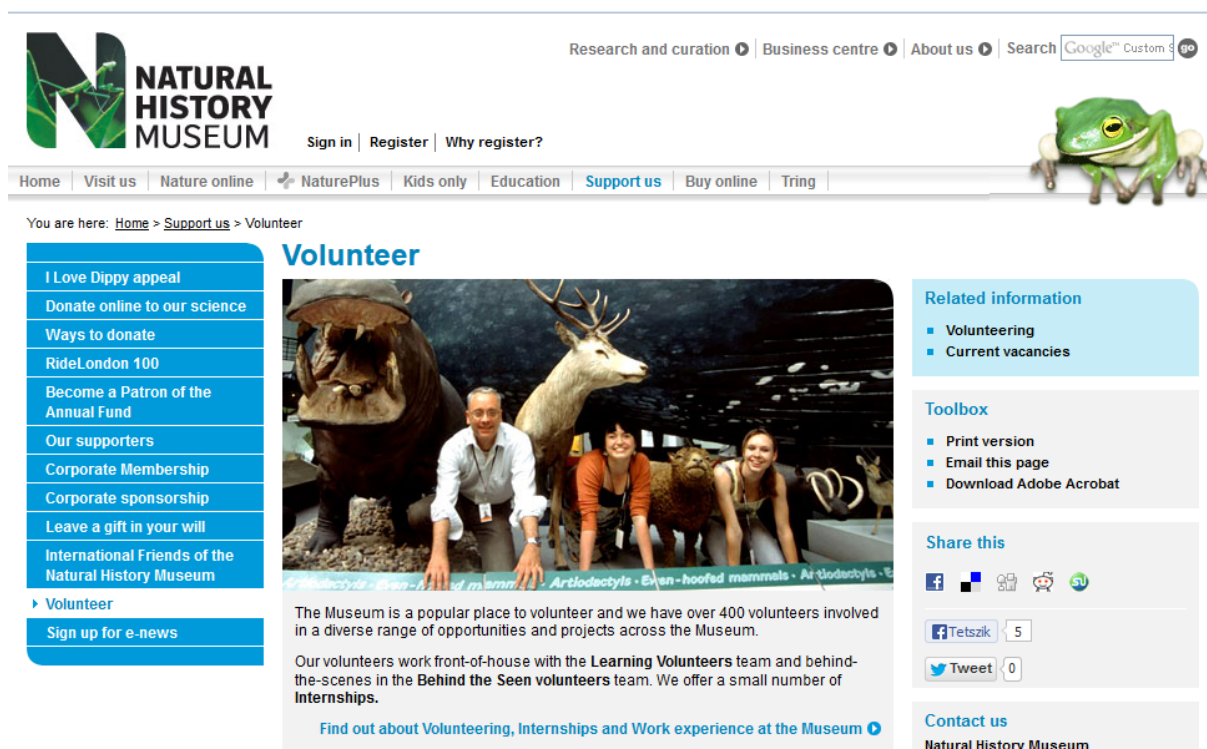 Research and curation
Business centre
About us
Search
Google™ Custom S
go
NATURAL
HISTORY
MUSEUM
Sign in
Register
Why register?
Home
Visit us
Nature online
NaturePlus
Kids only
Education
Support us
Buy online
Tring
You are here: Home > Support us > Volunteer
I Love Dippy appeal
Donate online to our science
Ways to donate
RideLondon 100
Become a Patron of the
Annual Fund
Our supporters
Corporate Membership
Corporate sponsorship
Leave a gift in your will
International Friends of the
Natural History Museum
Volunteer
Sign up for e-news
Volunteer
Artiodactyls - Even-hoofed mammals - Artiodactyls - E
The Museum is a popular place to volunteer and we have over 400 volunteers involved
in a diverse range of opportunities and projects across the Museum.
Our volunteers work front-of-house with the Learning Volunteers team and behind-
the-scenes in the Behind the Seen volunteers team. We offer a small number of
Internships.
Find out about Volunteering, Internships and Work experience at the Museum
Related information
Volunteering
Current vacancies
Toolbox
Print version
Email this page
Download Adobe Acrobat
Share this
Tetszik 5
Tweet 0
Contact us
Natural History Museum